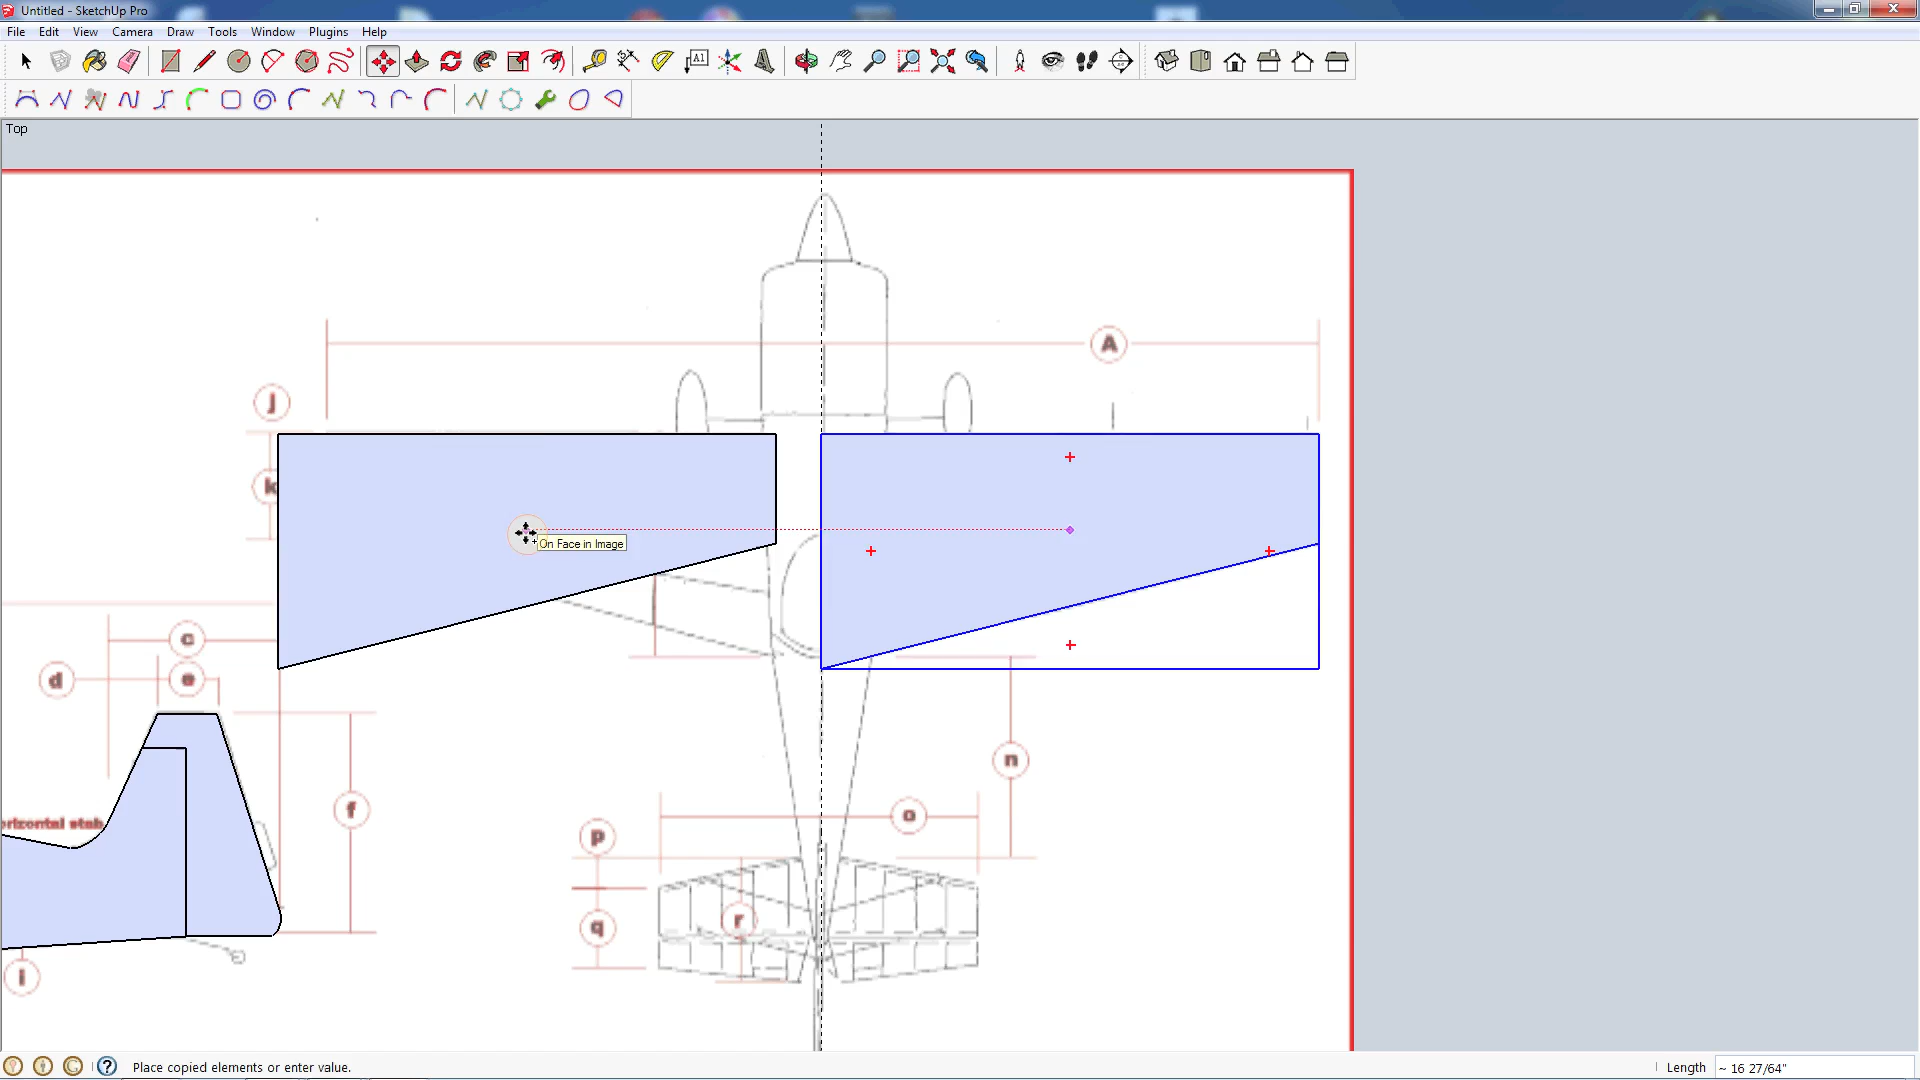 Untitled - SketchUp Pro
File Edit View Camera Draw Tools Window Plugins Help
A1
Top
A
j
k
On Face in Image
c
d e
n
f
o
orizontal stab
p
r
q
i
Place copied elements or enter value.
Length ~ 16 27/64"